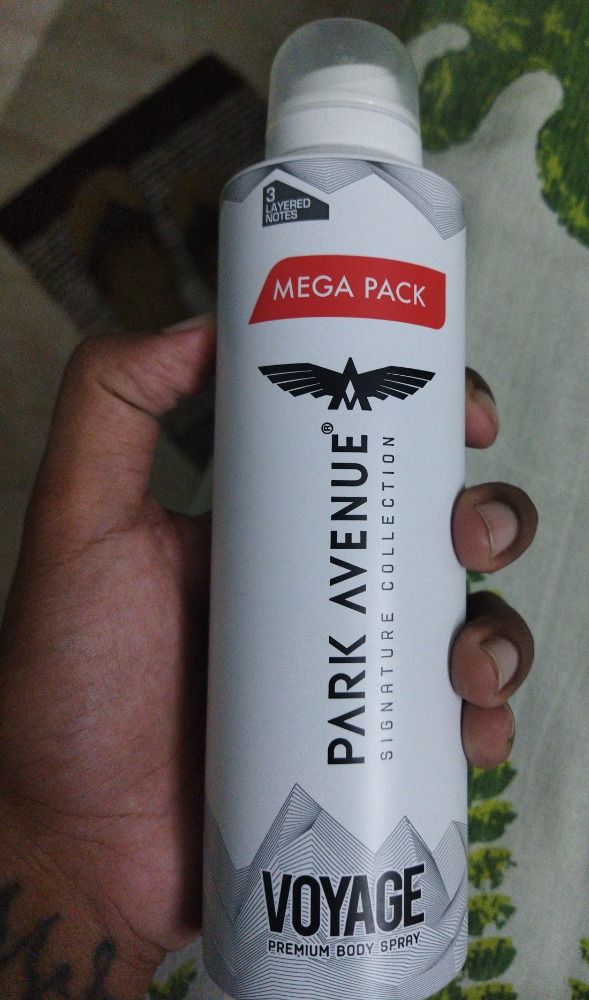 3
LAYERED
NOTES
MEGA PACK
PARK AVENUE®
SIGNATURE COLLECTION
VOYAGE
PREMIUM BODY SPRAY